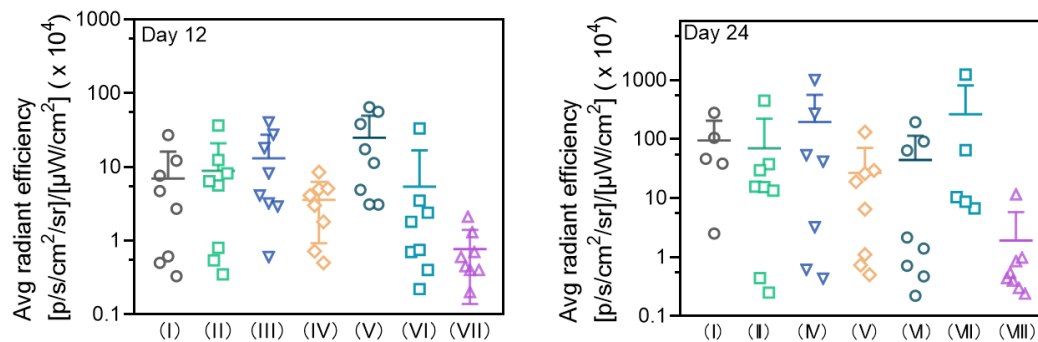 Avg radiant efficiency
[p/s/cm²/sr]/[µW/cm²] ( x 10⁴)
1000
100
10
1
0.1
Day 12
(I) (II) (III) (IV) (V) (VI) (VII)
Avg radiant efficiency
[p/s/cm²/sr]/[µW/cm²] ( x 10⁴)
1000
100
10
1
0.1
Day 24
(I) (II) (IV) (V) (VI) (VII) (VIII)